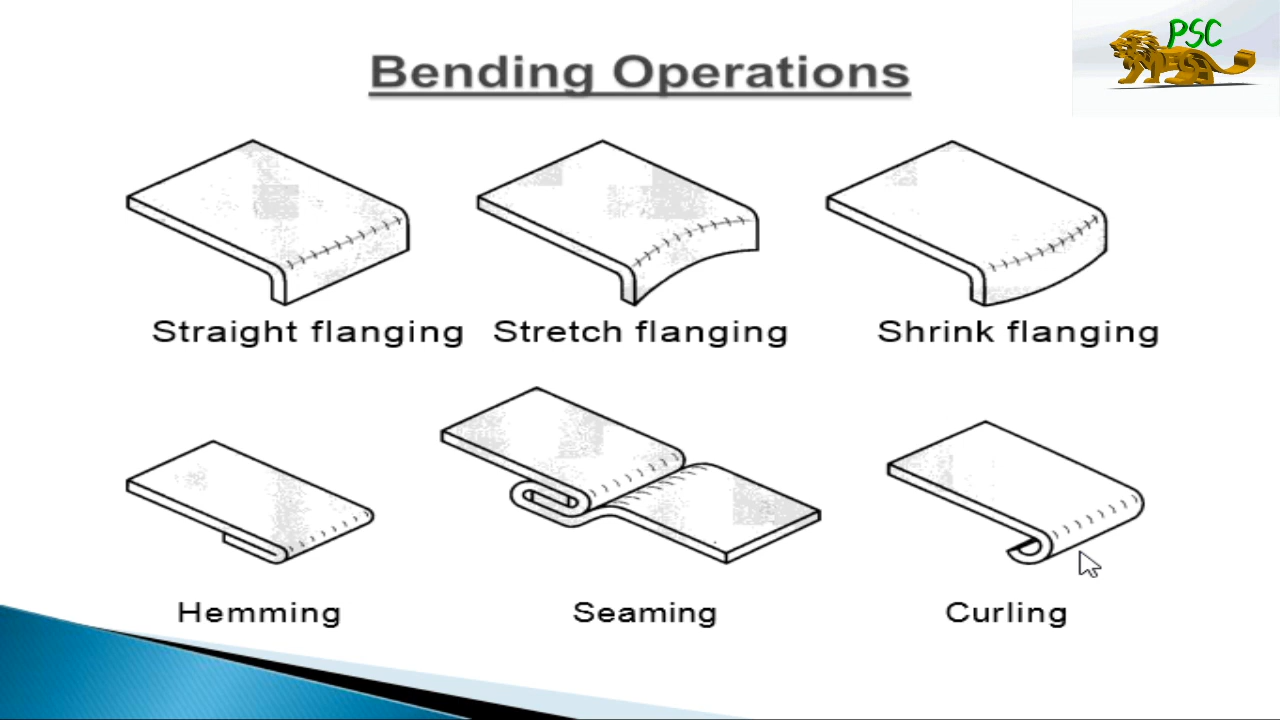 PSC
Bending Operations
Straight flanging
Stretch flanging
Shrink flanging
Hemming
Seaming
Curling